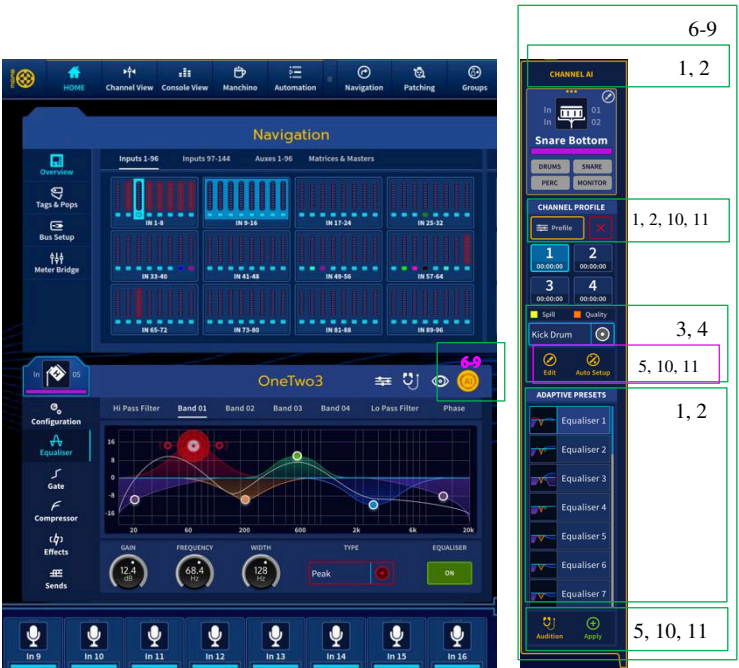 HOME
Channel View
Console View
Manchino
Automation
Navigation
Patching
Groups
Navigation
Overview
Tags & Pops
Bus Setup
Meter Bridge
Inputs 1-96
Inputs 97-144
Auxes 1-96
Matrices & Masters
IN 1-8
IN 9-16
IN 17-24
IN 25-32
IN 33-40
IN 41-48
IN 49-56
IN 57-64
IN 65-72
IN 73-80
IN 81-88
IN 89-96
In
05
OneTwo3
6-9
AI
Configuration
Equaliser
Gate
Compressor
Effects
Sends
Hi Pass Filter
Band 01
Band 02
Band 03
Band 04
Lo Pass Filter
Phase
16
8
0
-8
-16
20
60
200
600
2k
6k
20k
GAIN
FREQUENCY
WIDTH
TYPE
EQUALISER
12.4
dB
68.4
Hz
128
Hz
Peak
ON
In 9
In 10
In 11
In 12
In 13
In 14
In 15
In 16
6-9
CHANNEL AI
1, 2
In
01
In
02
Snare Bottom
DRUMS
SNARE
PERC
MONITOR
CHANNEL PROFILE
Profile
1, 2, 10, 11
1
00:00:00
2
00:00:00
3
00:00:00
4
00:00:00
Spill
Quality
Kick Drum
3, 4
Edit
Auto Setup
5, 10, 11
ADAPTIVE PRESETS
1, 2
Equaliser 1
Equaliser 2
Equaliser 3
Equaliser 4
Equaliser 5
Equaliser 6
Equaliser 7
Audition
Apply
5, 10, 11